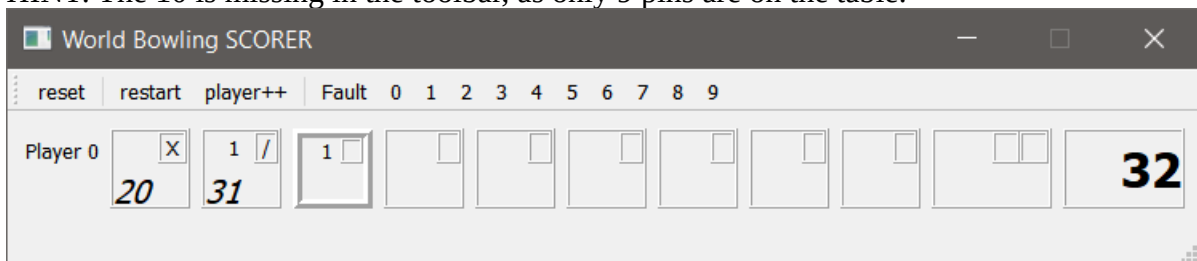 HINT: The 10 is missing in the toolbar, as only 9 pins are on the table.
World Bowling SCORER
reset restart player++ Fault 0 1 2 3 4 5 6 7 8 9
Player 0 X 1 / 1
20 31 32